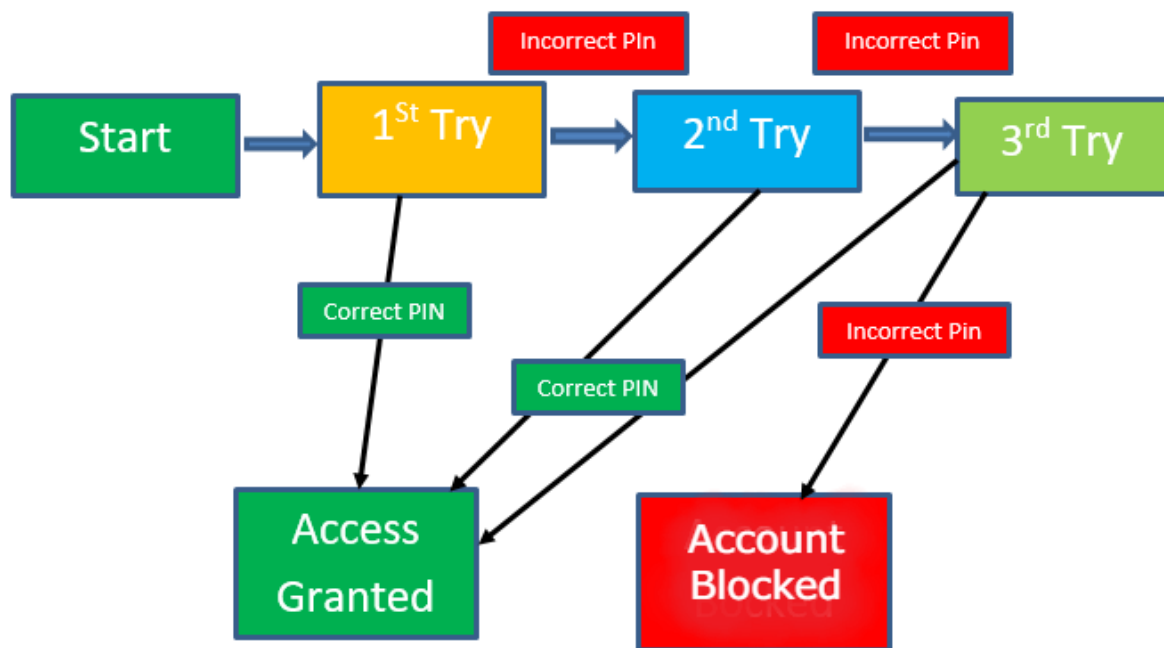 Incorrect PIn
Incorrect Pin
Start
1St Try
2nd Try
3rd Try
Correct PIN
Incorrect Pin
Correct PIN
Access
Granted
Account
Blocked